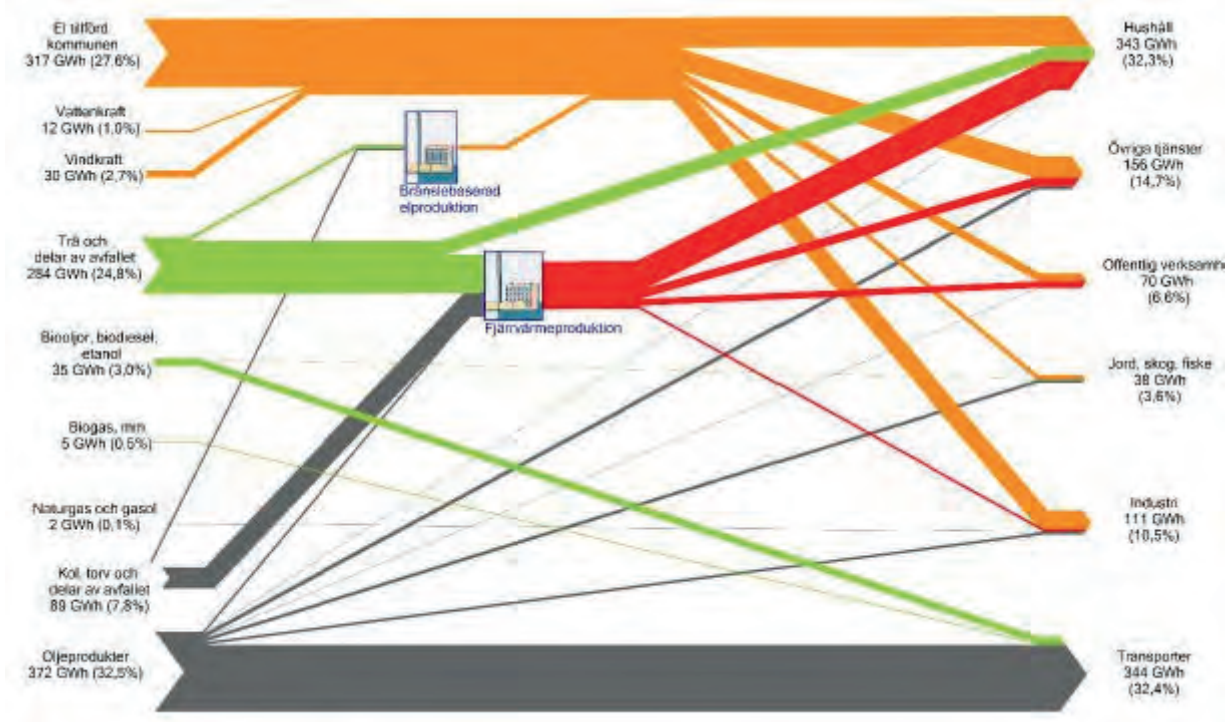 El tillförd
kommunen
317 GWh (27,6%)
Vattenkraft
12 GWh (1,0%)
Vindkraft
30 GWh (2,7%)
Trä och
delar av avfallet
284 GWh (24,8%)
Biooljor, biodiesel,
etanol
35 GWh (3,0%)
Biogas, mm
5 GWh (0,5%)
Naturgas och gasol
2 GWh (0,1%)
Kol, torv och
delar av avfallet
89 GWh (7,8%)
Oljeprodukter
372 GWh (32,5%)
Bränslebaserad
elproduktion
Fjärrvärmeproduktion
Hushåll
343 GWh
(32,3%)
Övriga tjänster
156 GWh
(14,7%)
Offentlig verksamhe
70 GWh
(6,6%)
Jord, skog, fiske
38 GWh
(3,6%)
Industri
111 GWh
(10,5%)
Transporter
344 GWh
(32,4%)